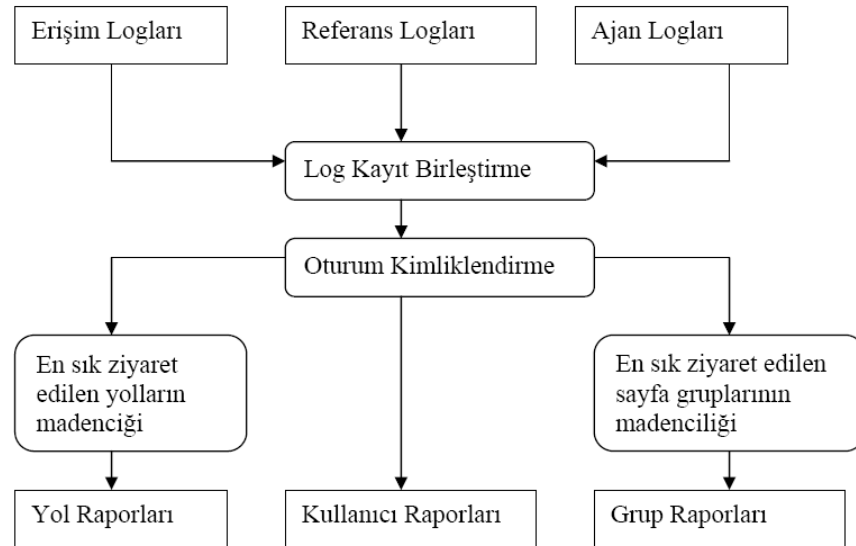 Erişim Logları
Referans Logları
Ajan Logları
Log Kayıt Birleştirme
Oturum Kimliklendirme
En sık ziyaret
edilen yolların
madenciği
En sık ziyaret edilen
sayfa gruplarının
madenciliği
Yol Raporları
Kullanıcı Raporları
Grup Raporları